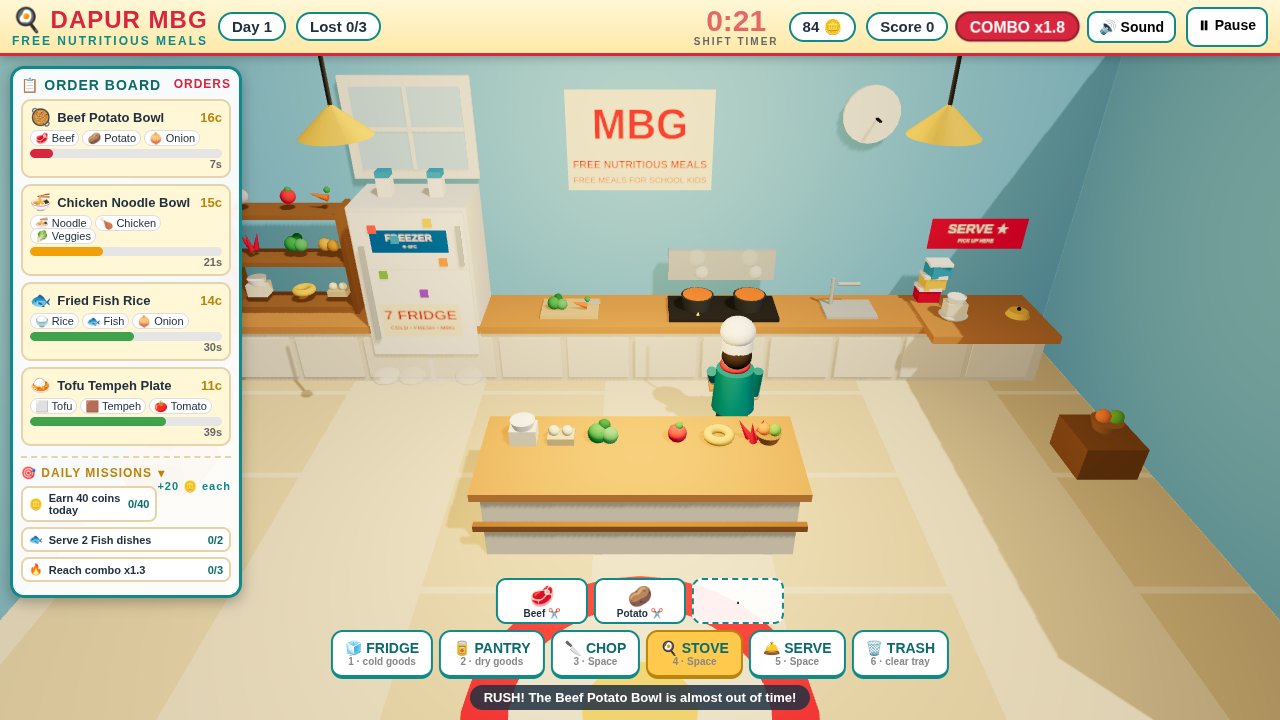 DAPUR MBG
FREE NUTRITIOUS MEALS
Day 1
Lost 0/3
0:21
SHIFT TIMER
84
Score 0
COMBO x1.8
Sound
Pause
ORDER BOARD
ORDERS
Beef Potato Bowl 16c
Beef Potato Onion
7s
Chicken Noodle Bowl 15c
Noodle Chicken
Veggies
21s
Fried Fish Rice 14c
Rice Fish Onion
30s
Tofu Tempeh Plate 11c
Tofu Tempeh Tomato
39s
DAILY MISSIONS ▼
+20 each
Earn 40 coins today 0/40
Serve 2 Fish dishes 0/2
Reach combo x1.3 0/3
MBG
FREE NUTRITIOUS MEALS
FREE MEALS FOR SCHOOL KIDS
FREEZER
7 FRIDGE
COLD • FRESH • MBG
SERVE ★
PICK UP HERE
Beef
Potato
FRIDGE
1 · cold goods
PANTRY
2 · dry goods
CHOP
3 · Space
STOVE
4 · Space
SERVE
5 · Space
TRASH
6 · clear tray
RUSH! The Beef Potato Bowl is almost out of time!